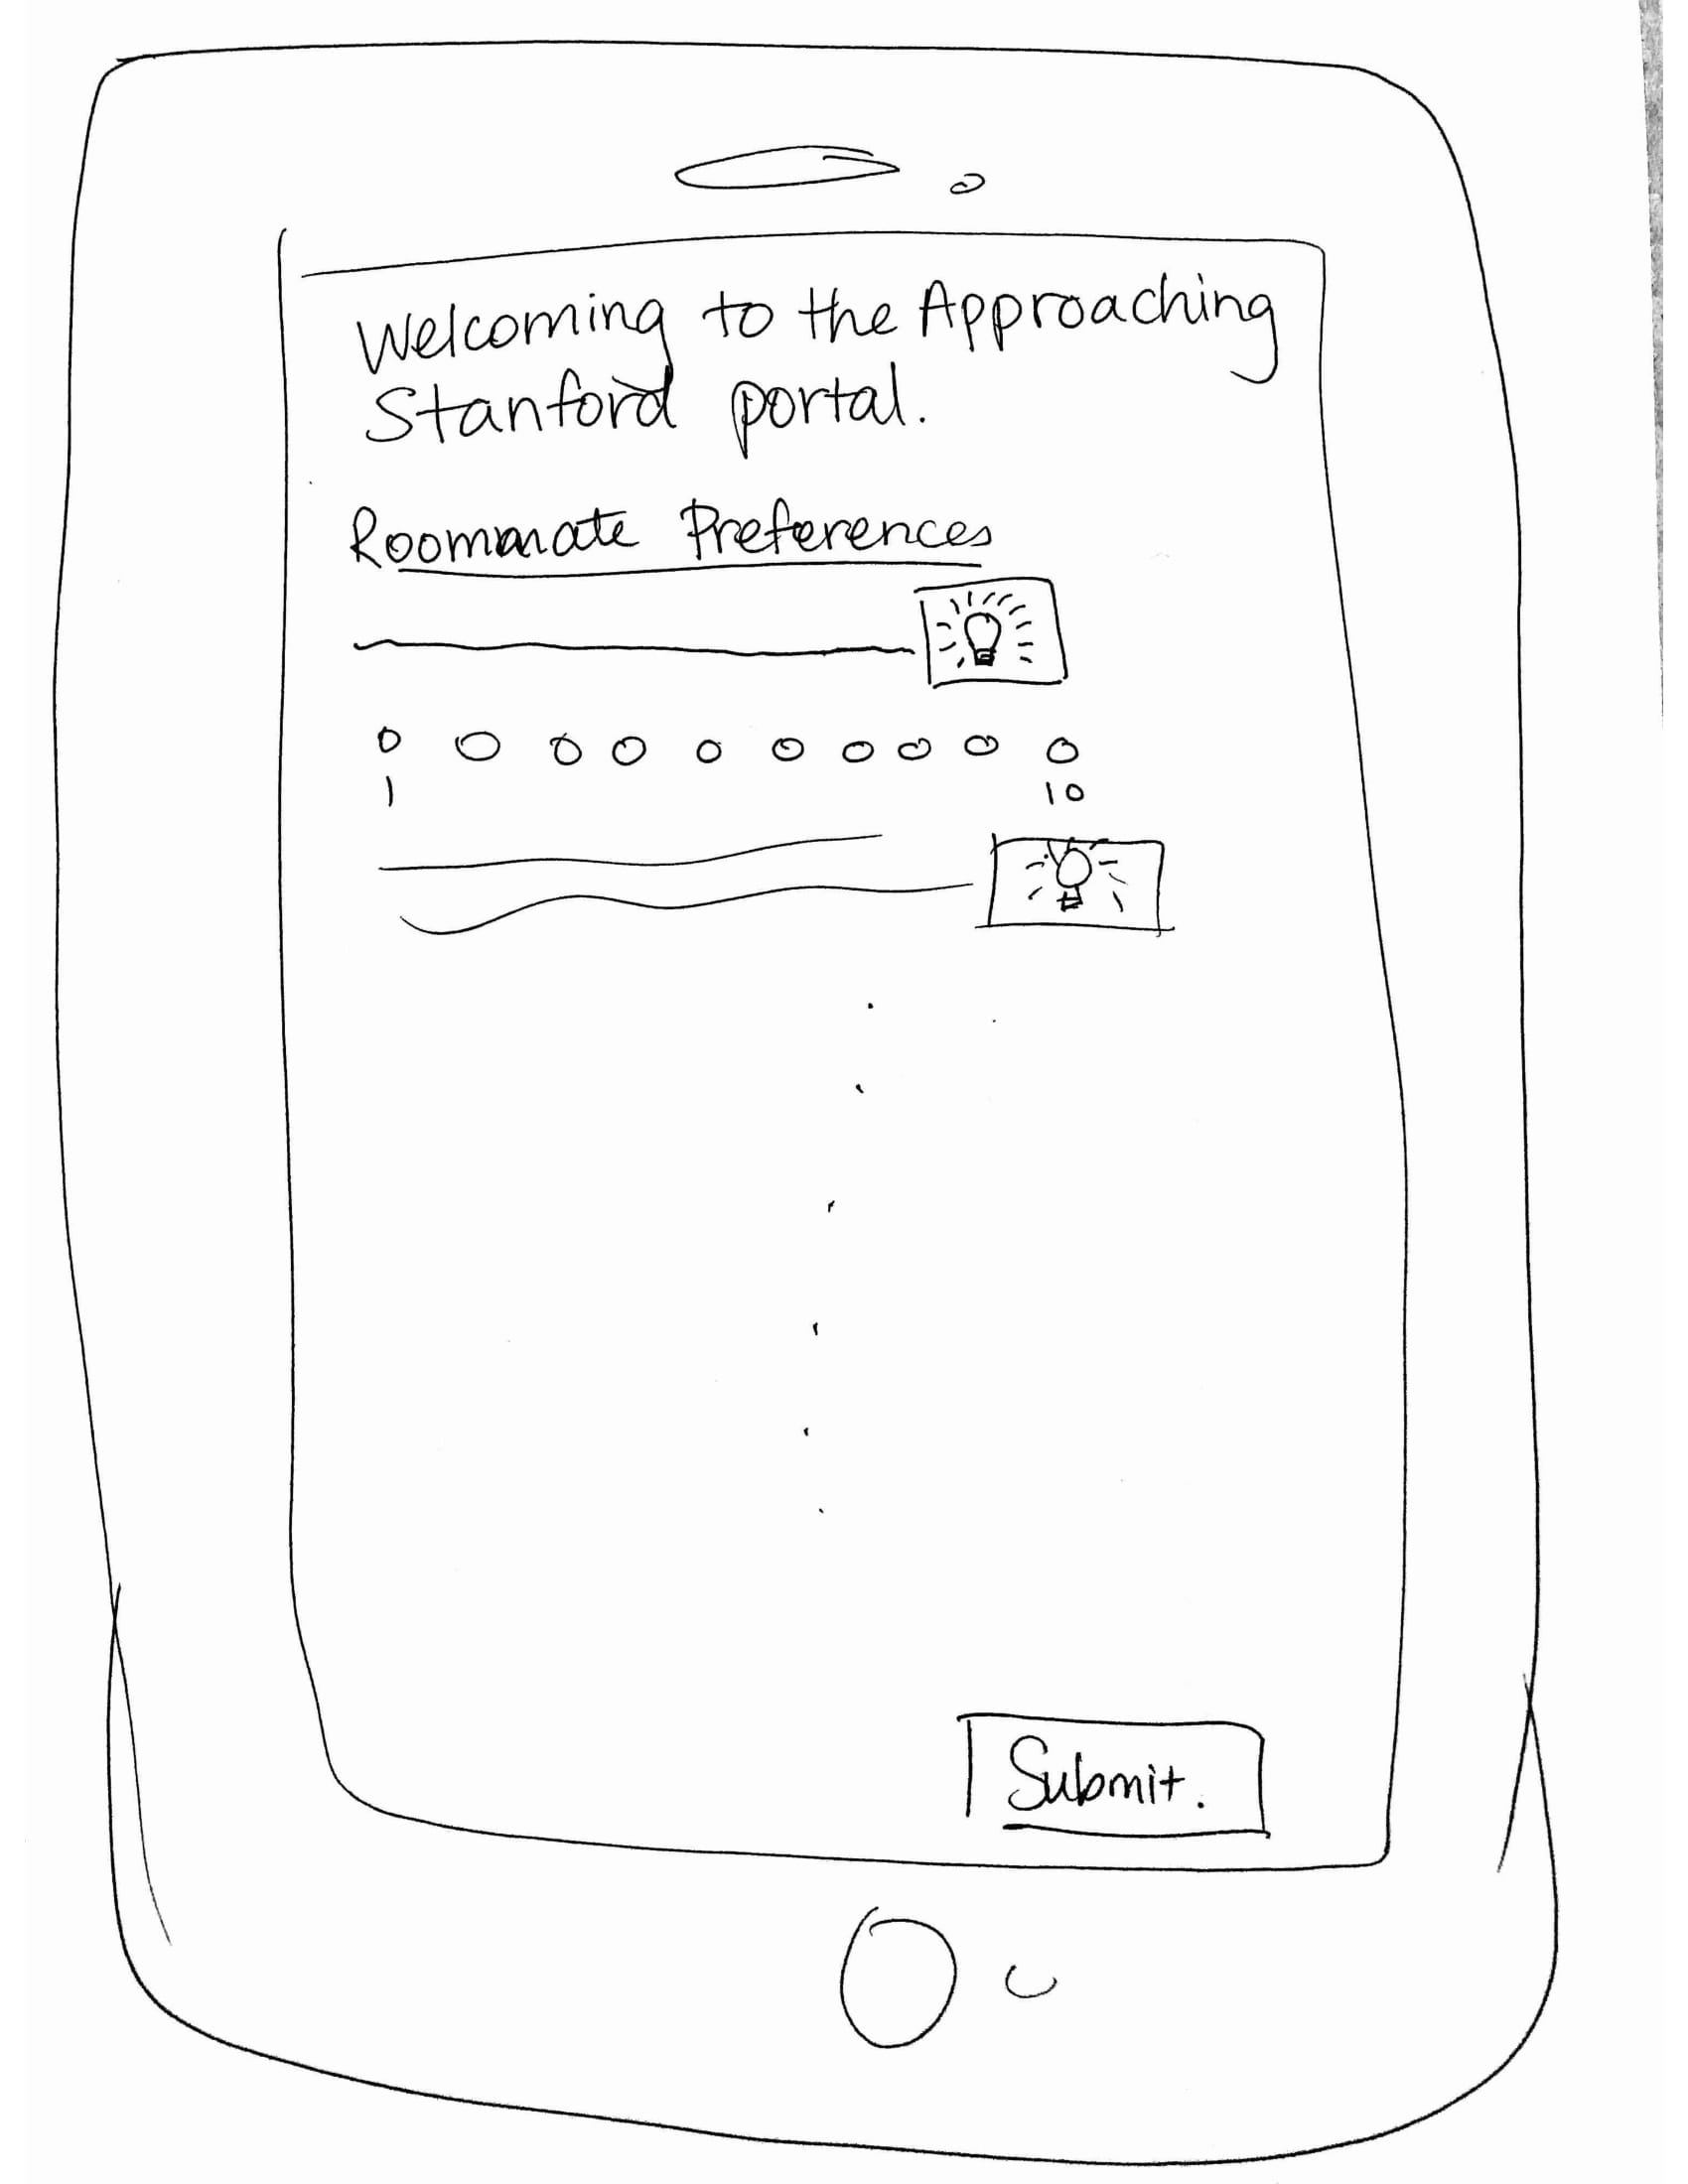 Welcoming to the Approaching
Stanford portal.
Roommate Preferences
1 10
Submit.